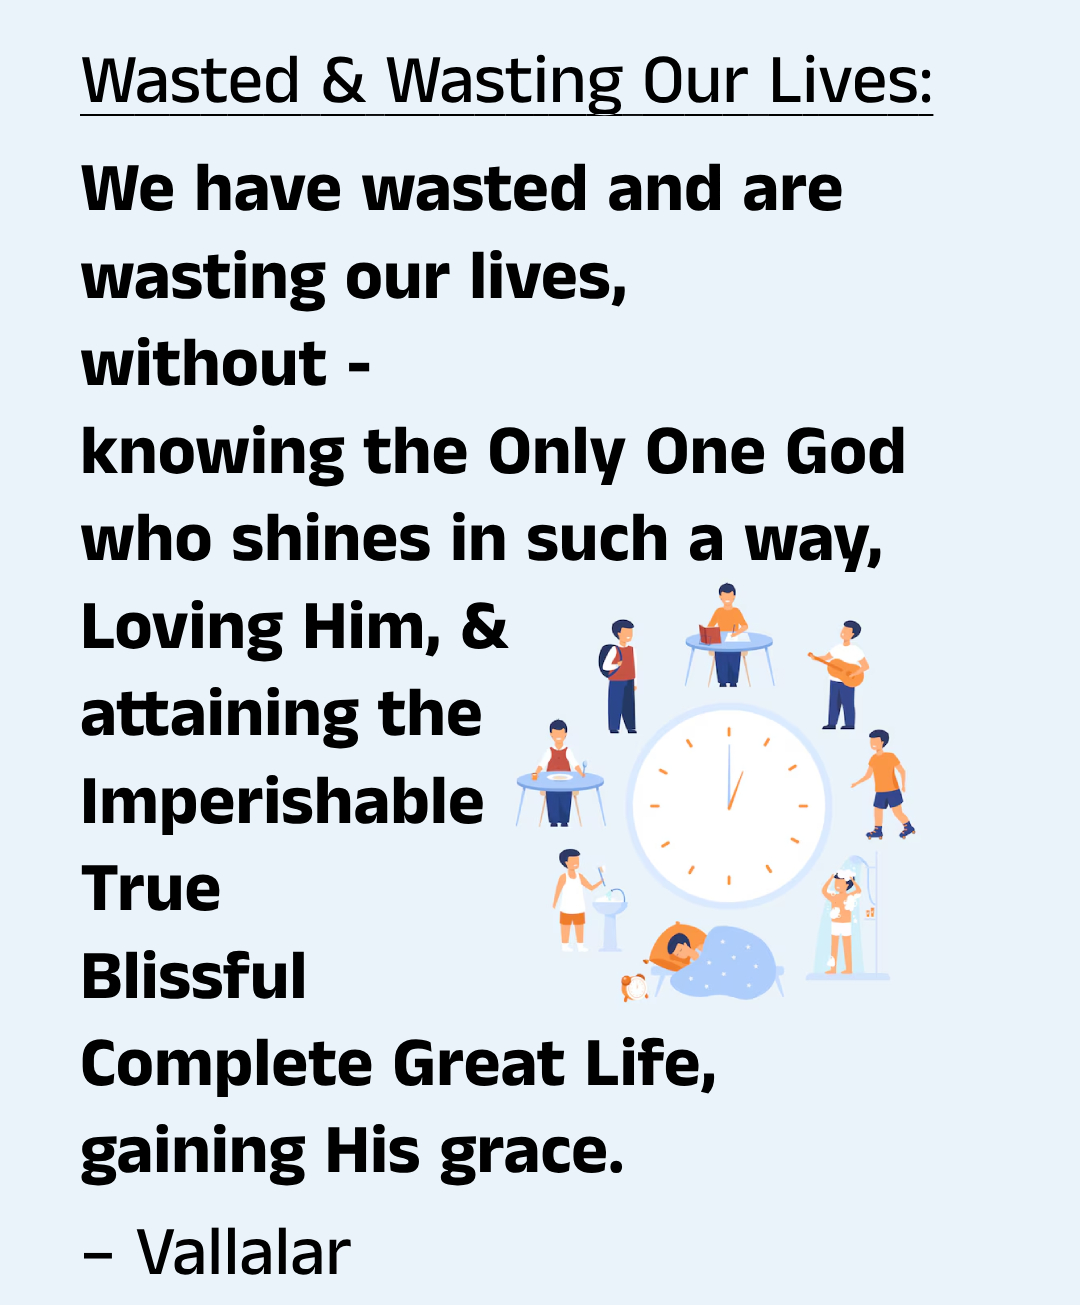 Wasted & Wasting Our Lives:
We have wasted and are
wasting our lives,
without -
knowing the Only One God
who shines in such a way,
Loving Him, &
attaining the
Imperishable
True
Blissful
Complete Great Life,
gaining His grace.
– Vallalar